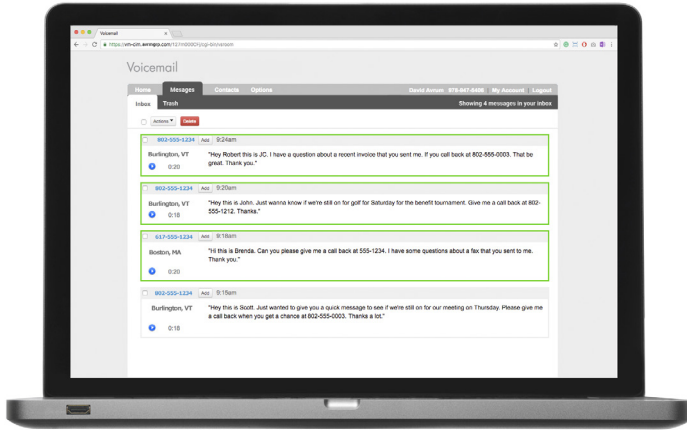 Voicemail
Voicemail
Home Messages Contacts Options My Account Logout
Inbox Trash Showing 4 messages in your inbox
Actions Delete
802-555-1234 Add 9:24am
Burlington, VT "Hey Robert this is JC. I have a question about a recent invoice that you sent me. If you call back at 802-555-0003. That be
great. Thank you."
0:20
802-555-1234 Add 9:20am
Burlington, VT "Hey this is John. Just wanna know if we're still on for golf for Saturday for the benefit tournament. Give me a call back at 802-
555-1212. Thanks."
0:18
617-555-1234 Add 9:18am
Boston, MA "Hi this is Brenda. Can you please give me a call back at 555-1234. I have some questions about a fax that you sent to me.
Thank you."
0:20
802-555-1234 Add 9:15am
Burlington, VT "Hey this is Scott. Just wanted to give you a quick message to see if we're still on for our meeting on Thursday. Please give me
a call back when you get a chance at 802-555-0003. Thanks a lot."
0:18